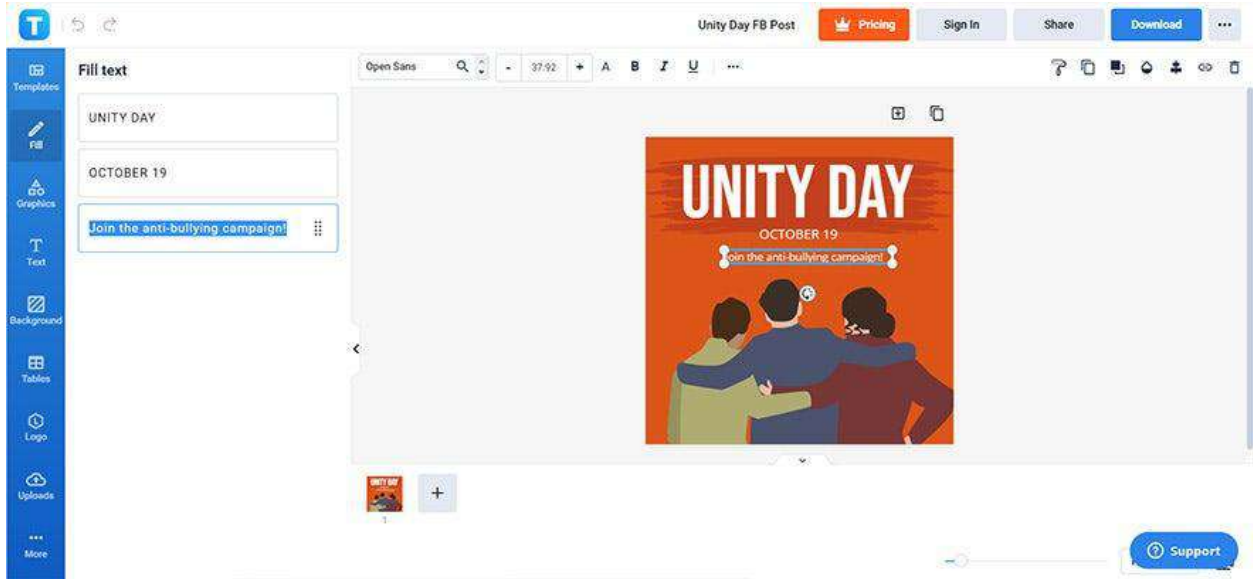 T
Unity Day FB Post
Pricing
Sign In
Share
Download
Templates
Fill
Graphics
T
Text
Background
Tables
Logo
Uploads
More
Fill text
UNITY DAY
OCTOBER 19
Join the anti-bullying campaign!
Open Sans
- 37.92 + A B I U
UNITY DAY
OCTOBER 19
Join the anti-bullying campaign!
UNITY DAY
+
1
Support